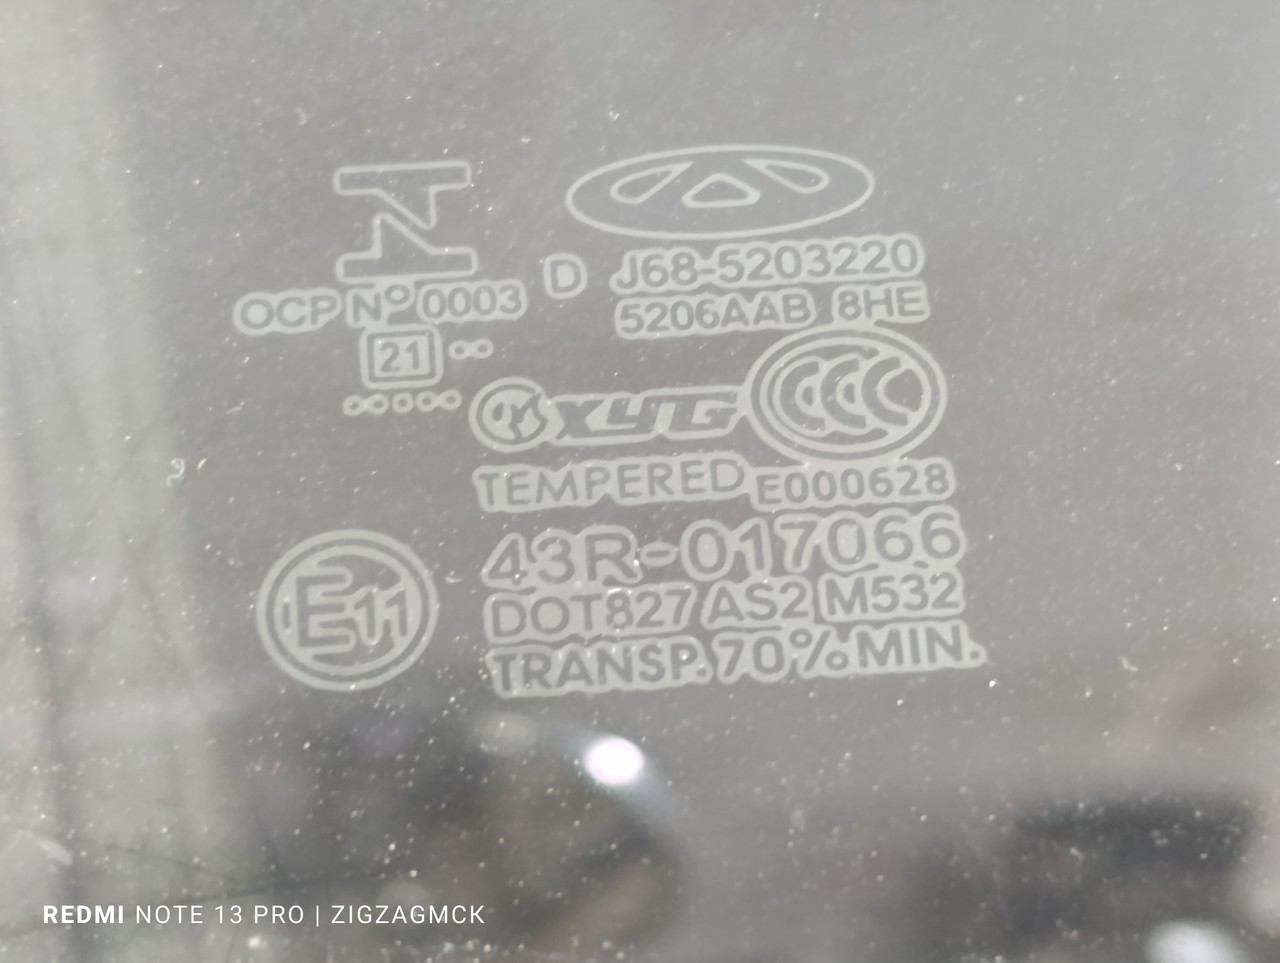 OCP Nº 0003
D J68-5203220
5206AAB 8HE
21
XYG CCC
TEMPERED E000628
43R-017066
E11
DOT827 AS2 M532
TRANSP. 70% MIN.
REDMI NOTE 13 PRO | ZIGZAGMCK